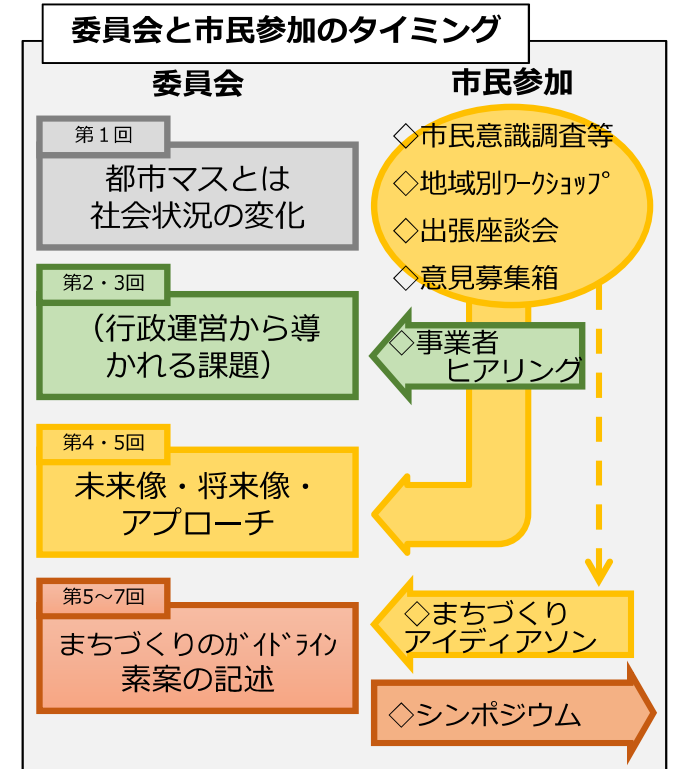 委員会と市民参加のタイミング
委員会
市民参加
第１回
都市マスとは
社会状況の変化
◇市民意識調査等
◇地域別ﾜｰｸｼｮｯﾌﾟ
◇出張座談会
◇意見募集箱
第2・3回
（行政運営から導
かれる課題）
◇事業者
ヒアリング
第4・5回
未来像・将来像・
アプローチ
第5～7回
まちづくりのｶﾞｲﾄﾞﾗｲﾝ
素案の記述
◇まちづくり
アイディアソン
◇シンポジウム